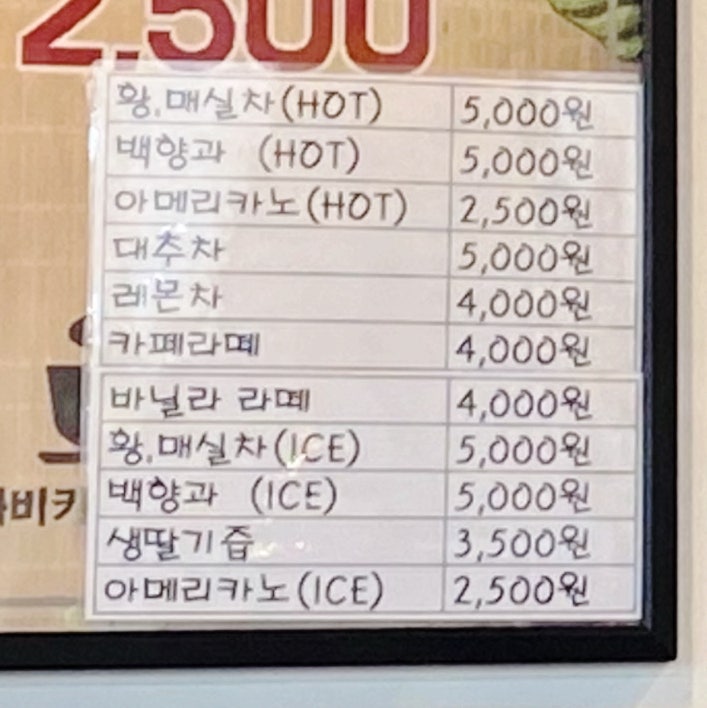 2,500
황.매실차(HOT) 5,000원
백향과 (HOT) 5,000원
아메리카노(HOT) 2,500원
대추차 5,000원
레몬차 4,000원
카페라떼 4,000원
바닐라 라떼 4,000원
황.매실차(ICE) 5,000원
백향과 (ICE) 5,000원
생딸기즙 3,500원
아메리카노(ICE) 2,500원